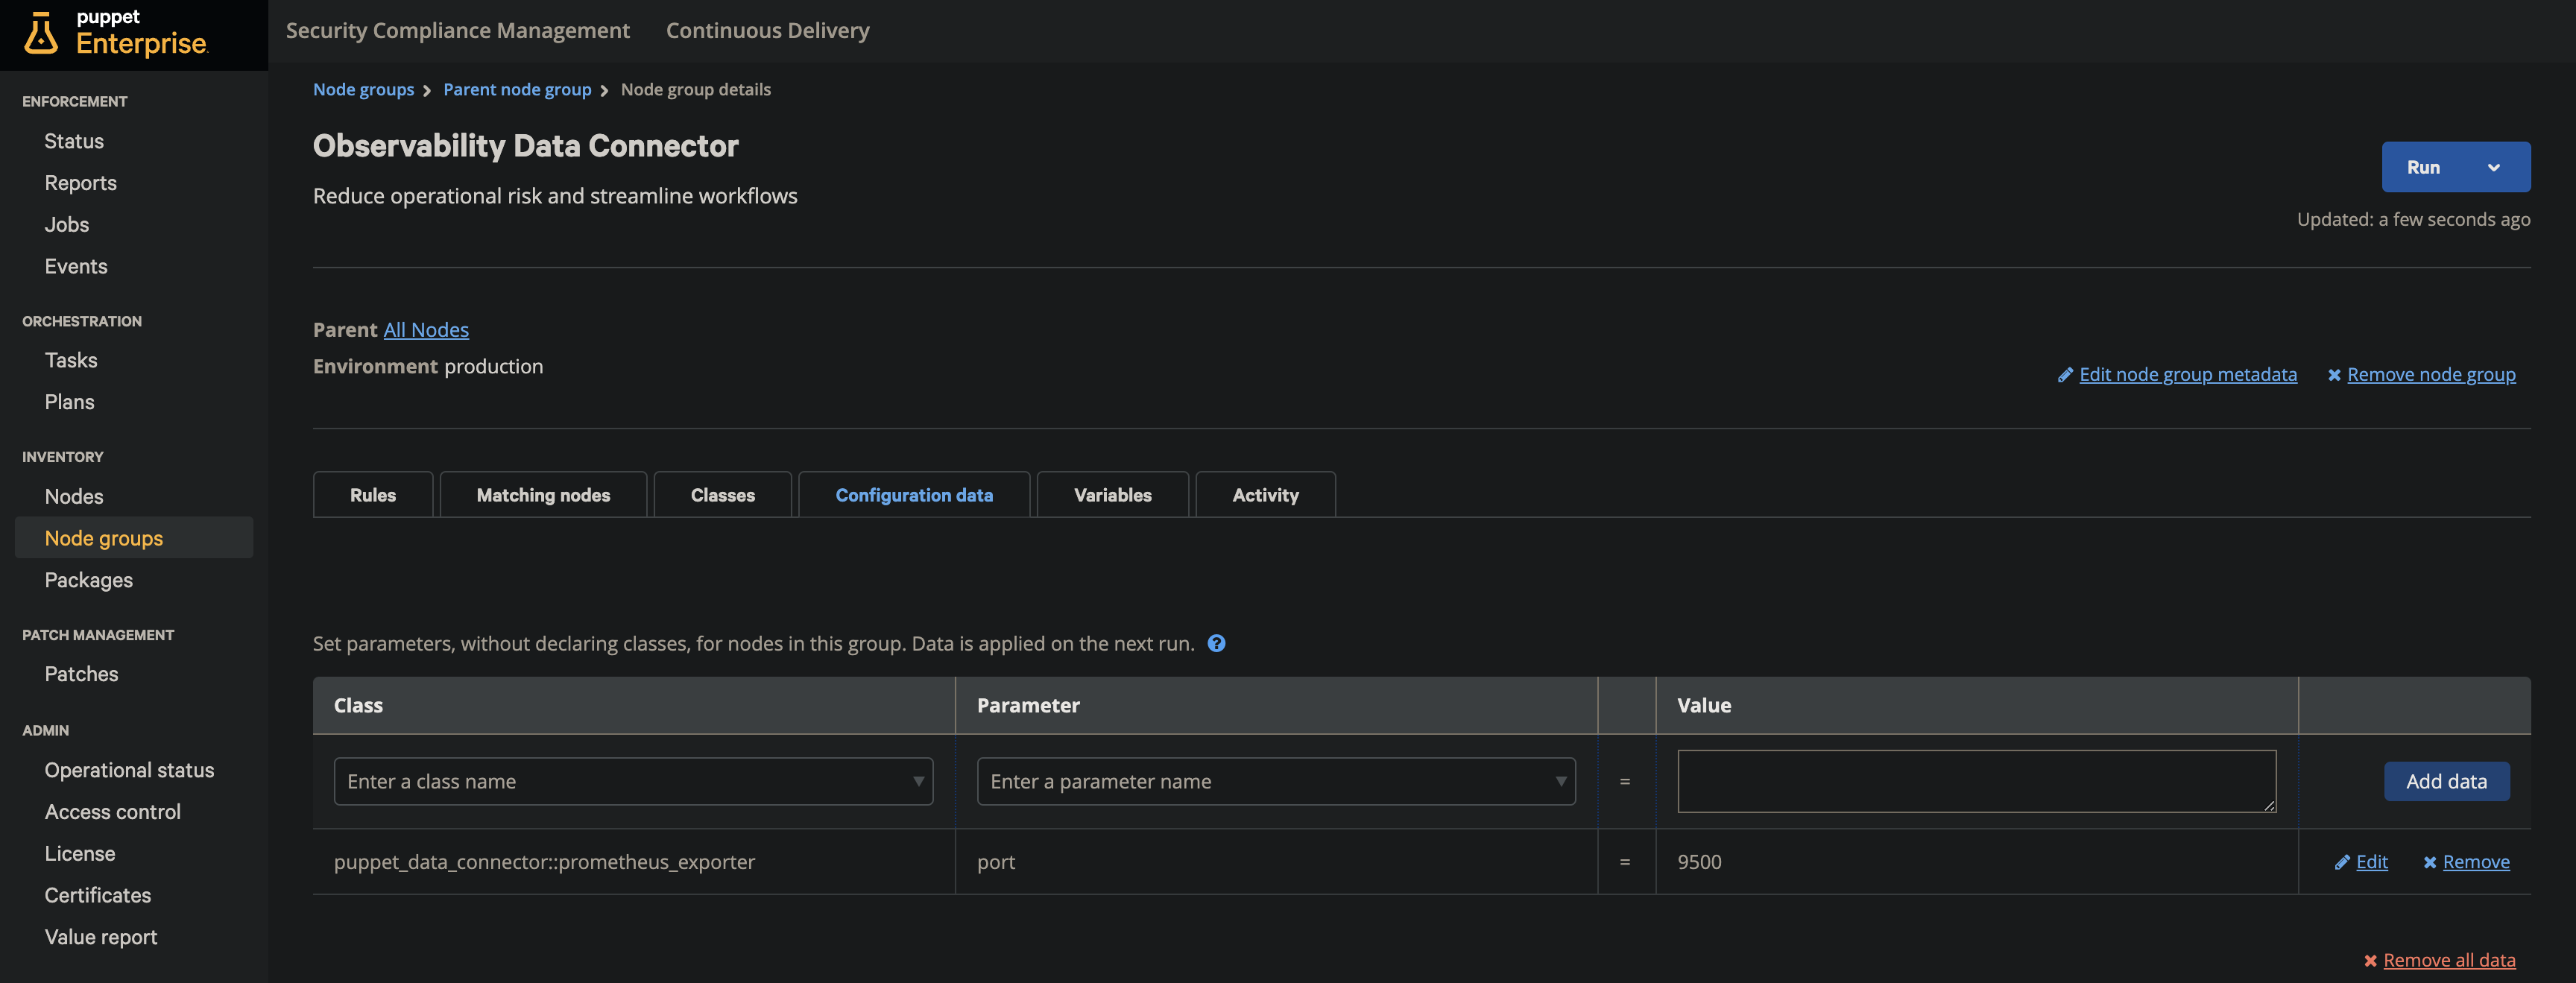 puppet
Enterprise
Security Compliance Management
Continuous Delivery
ENFORCEMENT
Status
Reports
Jobs
Events
ORCHESTRATION
Tasks
Plans
INVENTORY
Nodes
Node groups
Packages
PATCH MANAGEMENT
Patches
ADMIN
Operational status
Access control
License
Certificates
Value report
Node groups > Parent node group > Node group details
Observability Data Connector
Reduce operational risk and streamline workflows
Run
Updated: a few seconds ago
Parent All Nodes
Environment production
Edit node group metadata
Remove node group
Rules
Matching nodes
Classes
Configuration data
Variables
Activity
Set parameters, without declaring classes, for nodes in this group. Data is applied on the next run. ?
Class Parameter Value
Enter a class name Enter a parameter name = Add data
puppet_data_connector::prometheus_exporter port = 9500 Edit Remove
Remove all data